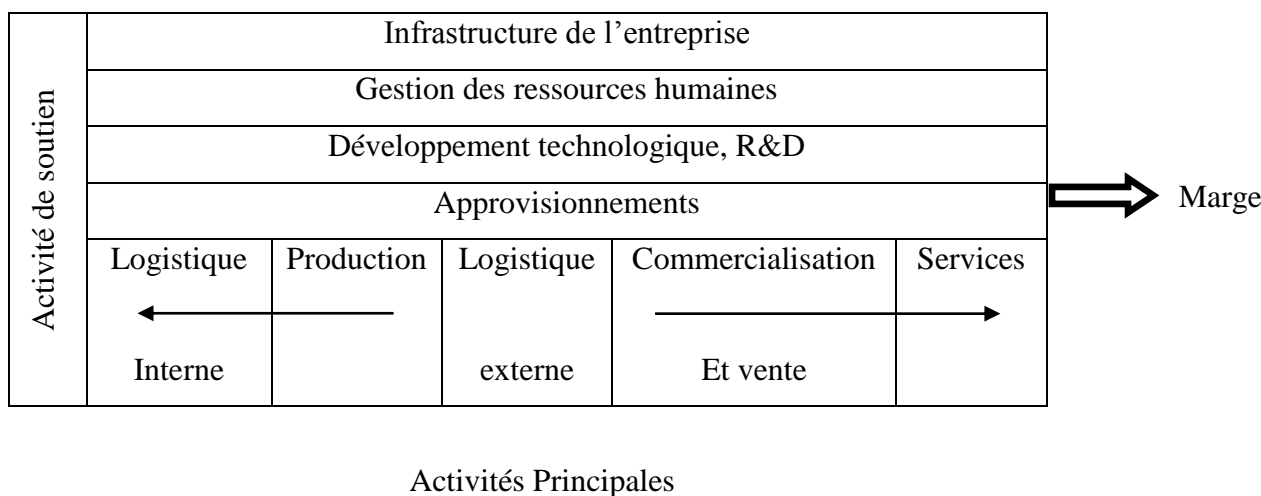 Activité de soutien
Infrastructure de l’entreprise
Gestion des ressources humaines
Développement technologique, R&D
Approvisionnements
Marge
Logistique
Interne
Production
Logistique
externe
Commercialisation
Et vente
Services
Activités Principales